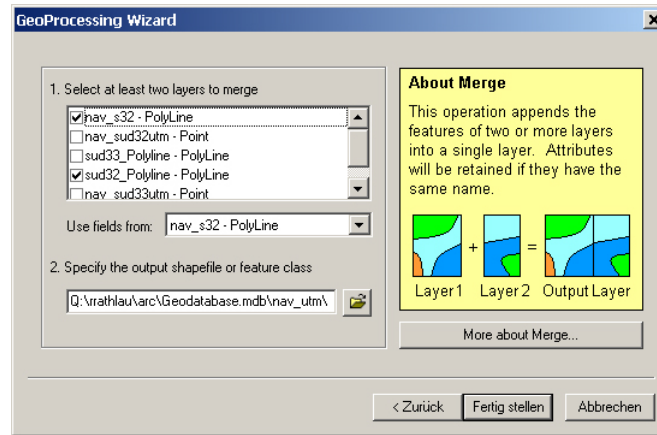 GeoProcessing Wizard
1. Select at least two layers to merge
nav_s32 - PolyLine
nav_sud32utm - Point
sud33_Polyline - PolyLine
sud32_Polyline - PolyLine
nav_sud33utm - Point
Use fields from: nav_s32 - PolyLine
2. Specify the output shapefile or feature class
Q:\rrathlau\arc\Geodatabase.mdb\nav_utm\
About Merge
This operation appends the
features of two or more layers
into a single layer. Attributes
will be retained if they have the
same name.
+ =
Layer1 Layer 2 Output Layer
More about Merge...
< Zurück Fertig stellen Abbrechen